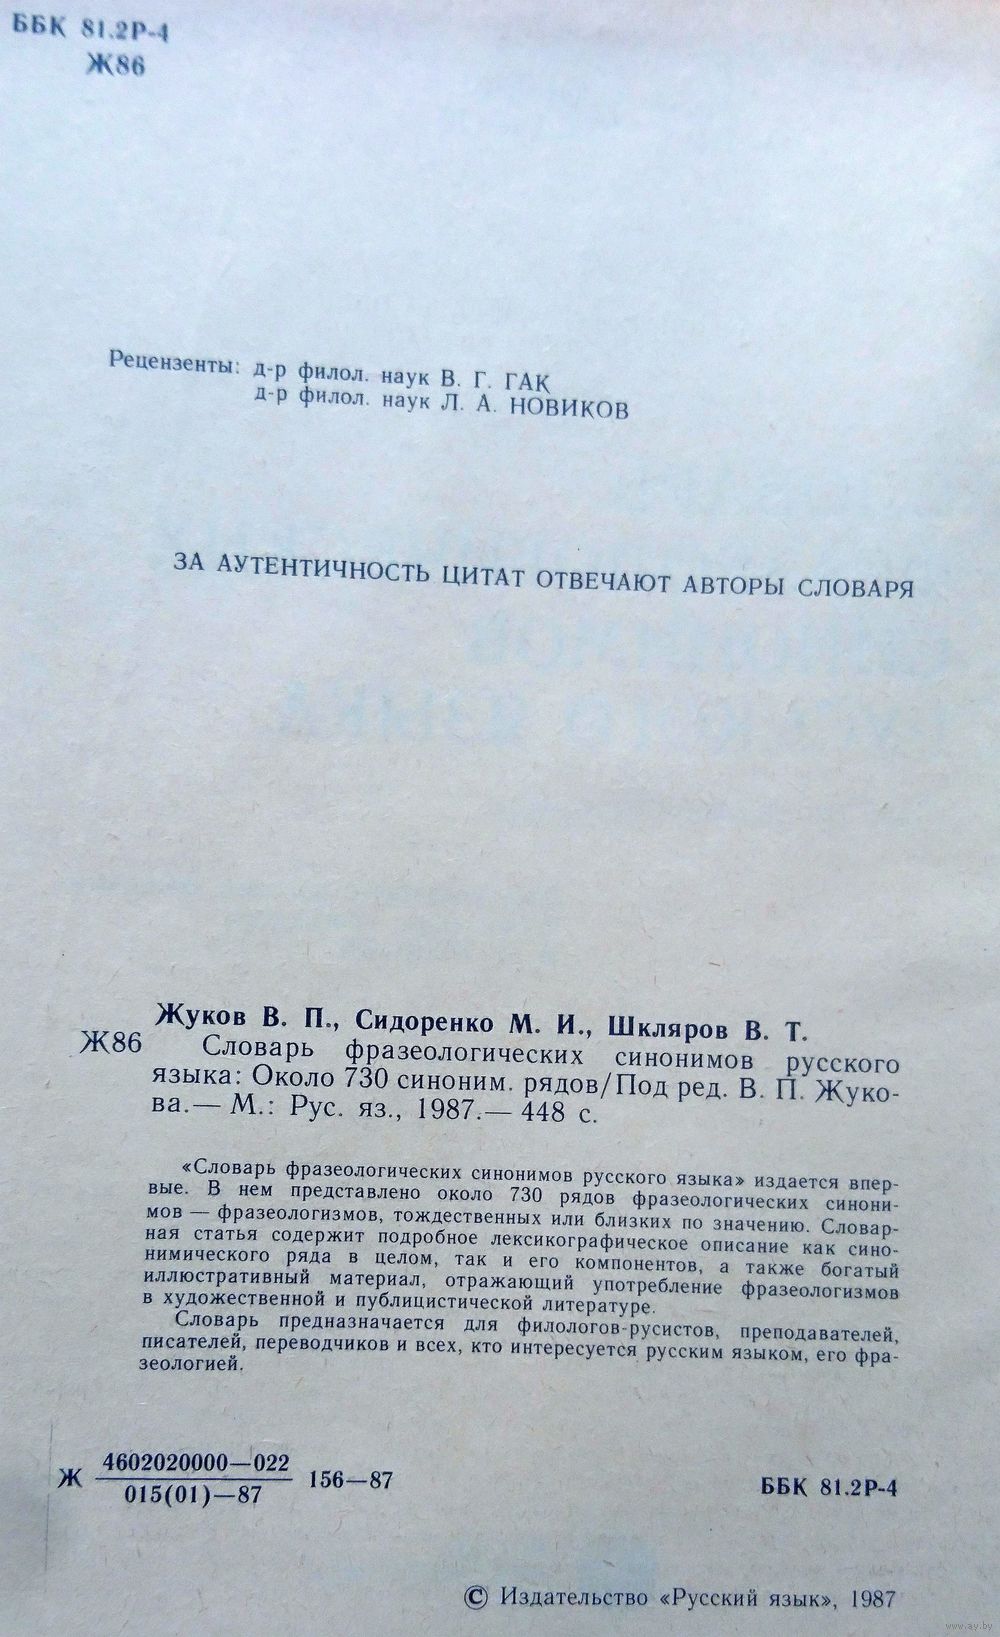 ББК 81.2Р-4
Ж86
Рецензенты: д-р филол. наук В. Г. ГАК
д-р филол. наук Л. А. НОВИКОВ
ЗА АУТЕНТИЧНОСТЬ ЦИТАТ ОТВЕЧАЮТ АВТОРЫ СЛОВАРЯ
Жуков В. П., Сидоренко М. И., Шкляров В. Т.
Ж86 Словарь фразеологических синонимов русского
языка: Около 730 синоним. рядов/Под ред. В. П. Жуко-
ва.— М.: Рус. яз., 1987.— 448 с.
«Словарь фразеологических синонимов русского языка» издается впер-
вые. В нем представлено около 730 рядов фразеологических синони-
мов — фразеологизмов, тождественных или близких по значению. Словар-
ная статья содержит подробное лексикографическое описание как сино-
нимического ряда в целом, так и его компонентов, а также богатый
иллюстративный материал, отражающий употребление фразеологизмов
в художественной и публицистической литературе.
Словарь предназначается для филологов-русистов, преподавателей,
писателей, переводчиков и всех, кто интересуется русским языком, его фра-
зеологией.
4602020000—022
Ж 156—87
015(01)—87
ББК 81.2Р-4
© Издательство «Русский язык», 1987
www.ay.by